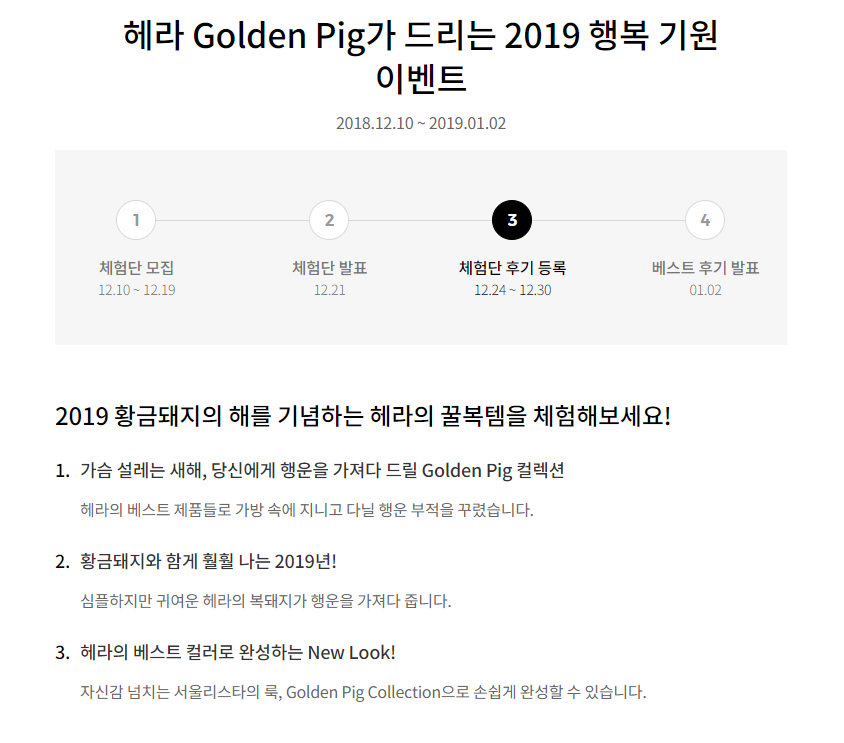 헤라 Golden Pig가 드리는 2019 행복 기원
이벤트
2018.12.10 ~ 2019.01.02
1
2
3
4
체험단 모집
체험단 발표
체험단 후기 등록
베스트 후기 발표
12.10 ~ 12.19
12.21
12.24 ~ 12.30
01.02
2019 황금돼지의 해를 기념하는 헤라의 꿀복템을 체험해보세요!
1. 가슴 설레는 새해, 당신에게 행운을 가져다 드릴 Golden Pig 컬렉션
헤라의 베스트 제품들로 가방 속에 지니고 다닐 행운 부적을 꾸렸습니다.
2. 황금돼지와 함게 훨훨 나는 2019년!
심플하지만 귀여운 헤라의 복돼지가 행운을 가져다 줍니다.
3. 헤라의 베스트 컬러로 완성하는 New Look!
자신감 넘치는 서울리스타의 룩, Golden Pig Collection으로 손쉽게 완성할 수 있습니다.